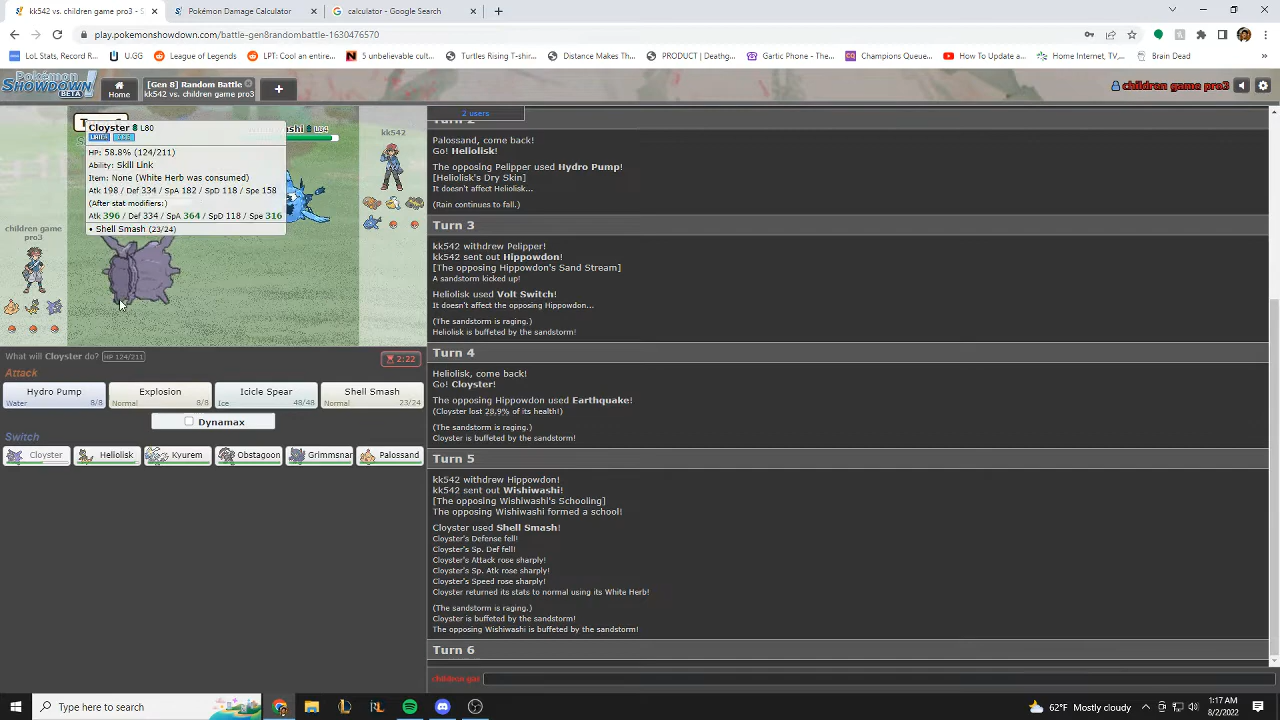 kk542 vs. children game pro3 - S
Pokémon Damage Calculator
calculator - Google Search
play.pokemonshowdown.com/battle-gen8randombattle-1630476570
LoL Stats, Record R...
U.GG
League of Legends
LPT: Cool an entire...
5 unbelievable cult...
Turtles Rising T-shir...
Distance Makes The...
PRODUCT | Deathg...
Gartic Phone - The...
Champions Queue...
How To Update a...
Home Internet, TV,...
Brain Dead
Pokémon
Showdown
BETA
Home
[Gen 8] Random Battle
kk542 vs. children game pro3
children game pro3
2 users
Cloyster L80
HP: 58.8% (124/211)
Ability: Skill Link
Item: None (White Herb was consumed)
Atk 198 / Def 334 / SpA 182 / SpD 118 / Spe 158
(After stat modifiers:)
Atk 396 / Def 334 / SpA 364 / SpD 118 / Spe 316
• Shell Smash (23/24)
L84
kk542
children game
pro3
What will Cloyster do? HP 124/211
2:22
Attack
Hydro Pump
Water 8/8
Explosion
Normal 8/8
Icicle Spear
Ice 48/48
Shell Smash
Normal 23/24
Dynamax
Switch
Cloyster
Heliolisk
Kyurem
Obstagoon
Grimmsnar
Palossand
Turn 2
Palossand, come back!
Go! Heliolisk!
The opposing Pelipper used Hydro Pump!
[Heliolisk's Dry Skin]
It doesn't affect Heliolisk...
(Rain continues to fall.)
Turn 3
kk542 withdrew Pelipper!
kk542 sent out Hippowdon!
[The opposing Hippowdon's Sand Stream]
A sandstorm kicked up!
Heliolisk used Volt Switch!
It doesn't affect the opposing Hippowdon...
(The sandstorm is raging.)
Heliolisk is buffeted by the sandstorm!
Turn 4
Heliolisk, come back!
Go! Cloyster!
The opposing Hippowdon used Earthquake!
(Cloyster lost 28.9% of its health!)
(The sandstorm is raging.)
Cloyster is buffeted by the sandstorm!
Turn 5
kk542 withdrew Hippowdon!
kk542 sent out Wishiwashi!
[The opposing Wishiwashi's Schooling]
The opposing Wishiwashi formed a school!
Cloyster used Shell Smash!
Cloyster's Defense fell!
Cloyster's Sp. Def fell!
Cloyster's Attack rose sharply!
Cloyster's Sp. Atk rose sharply!
Cloyster's Speed rose sharply!
Cloyster returned its stats to normal using its White Herb!
(The sandstorm is raging.)
Cloyster is buffeted by the sandstorm!
The opposing Wishiwashi is buffeted by the sandstorm!
Turn 6
Type here to search
62°F Mostly cloudy
1:17 AM
8/2/2022